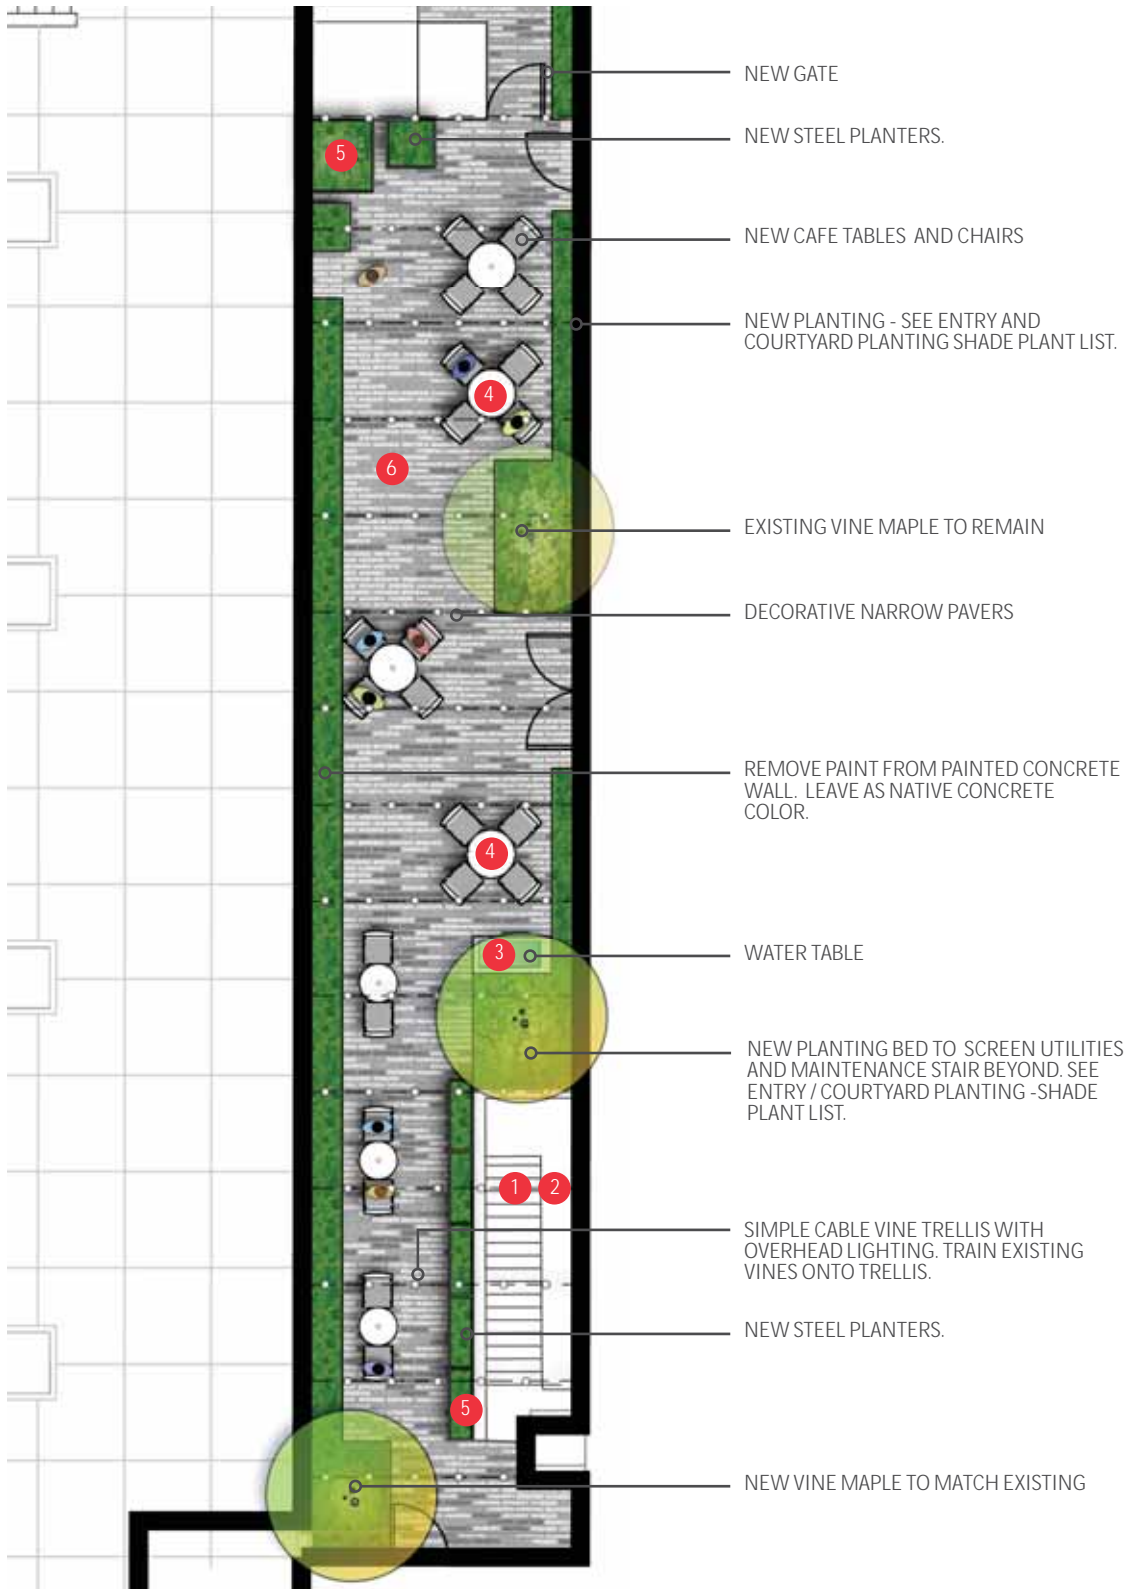 NEW GATE
NEW STEEL PLANTERS.
5
NEW CAFE TABLES AND CHAIRS
NEW PLANTING - SEE ENTRY AND
COURTYARD PLANTING SHADE PLANT LIST.
4
6
EXISTING VINE MAPLE TO REMAIN
DECORATIVE NARROW PAVERS
REMOVE PAINT FROM PAINTED CONCRETE
WALL. LEAVE AS NATIVE CONCRETE
COLOR.
4
3
WATER TABLE
NEW PLANTING BED TO SCREEN UTILITIES
AND MAINTENANCE STAIR BEYOND. SEE
ENTRY / COURTYARD PLANTING -SHADE
PLANT LIST.
1 2
SIMPLE CABLE VINE TRELLIS WITH
OVERHEAD LIGHTING. TRAIN EXISTING
VINES ONTO TRELLIS.
NEW STEEL PLANTERS.
5
NEW VINE MAPLE TO MATCH EXISTING